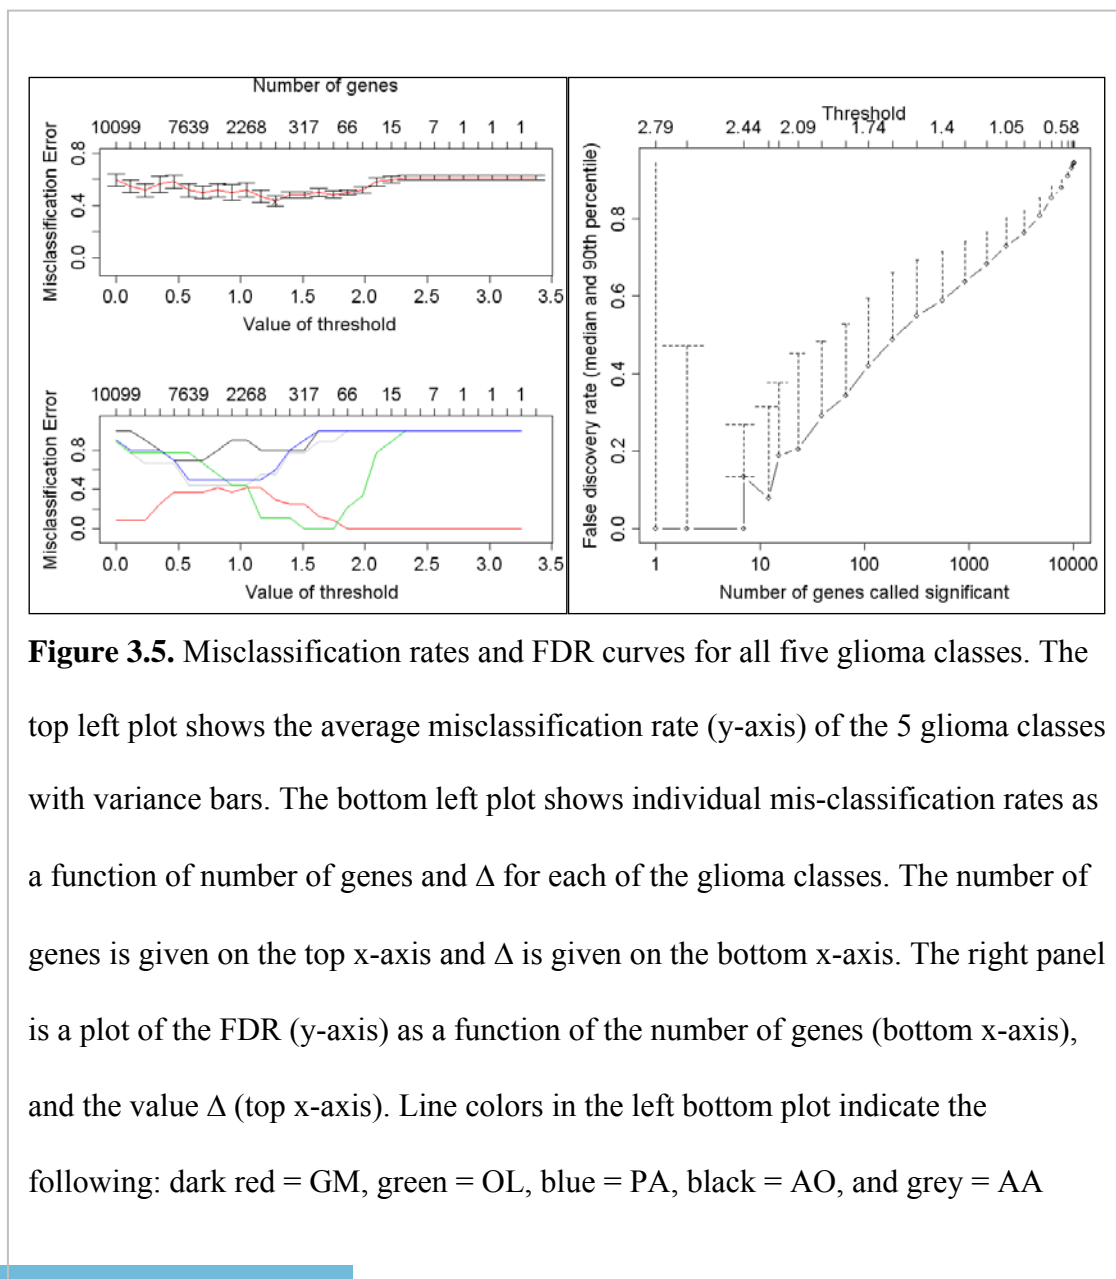 Number of genes
10099 7639 2268 317 66 15 7 1 1 1
Misclassification Error
0.8
0.4
0.0
0.0 0.5 1.0 1.5 2.0 2.5 3.0 3.5
Value of threshold
10099 7639 2268 317 66 15 7 1 1 1
Misclassification Error
0.8
0.4
0.0
0.0 0.5 1.0 1.5 2.0 2.5 3.0 3.5
Value of threshold
Threshold
2.79 2.44 2.09 1.74 1.4 1.05 0.58
False discovery rate (median and 90th percentile)
0.8
0.6
0.4
0.2
0.0
1 10 100 1000 10000
Number of genes called significant
Figure 3.5. Misclassification rates and FDR curves for all five glioma classes. The
top left plot shows the average misclassification rate (y-axis) of the 5 glioma classes
with variance bars. The bottom left plot shows individual mis-classification rates as
a function of number of genes and Δ for each of the glioma classes. The number of
genes is given on the top x-axis and Δ is given on the bottom x-axis. The right panel
is a plot of the FDR (y-axis) as a function of the number of genes (bottom x-axis),
and the value Δ (top x-axis). Line colors in the left bottom plot indicate the
following: dark red = GM, green = OL, blue = PA, black = AO, and grey = AA